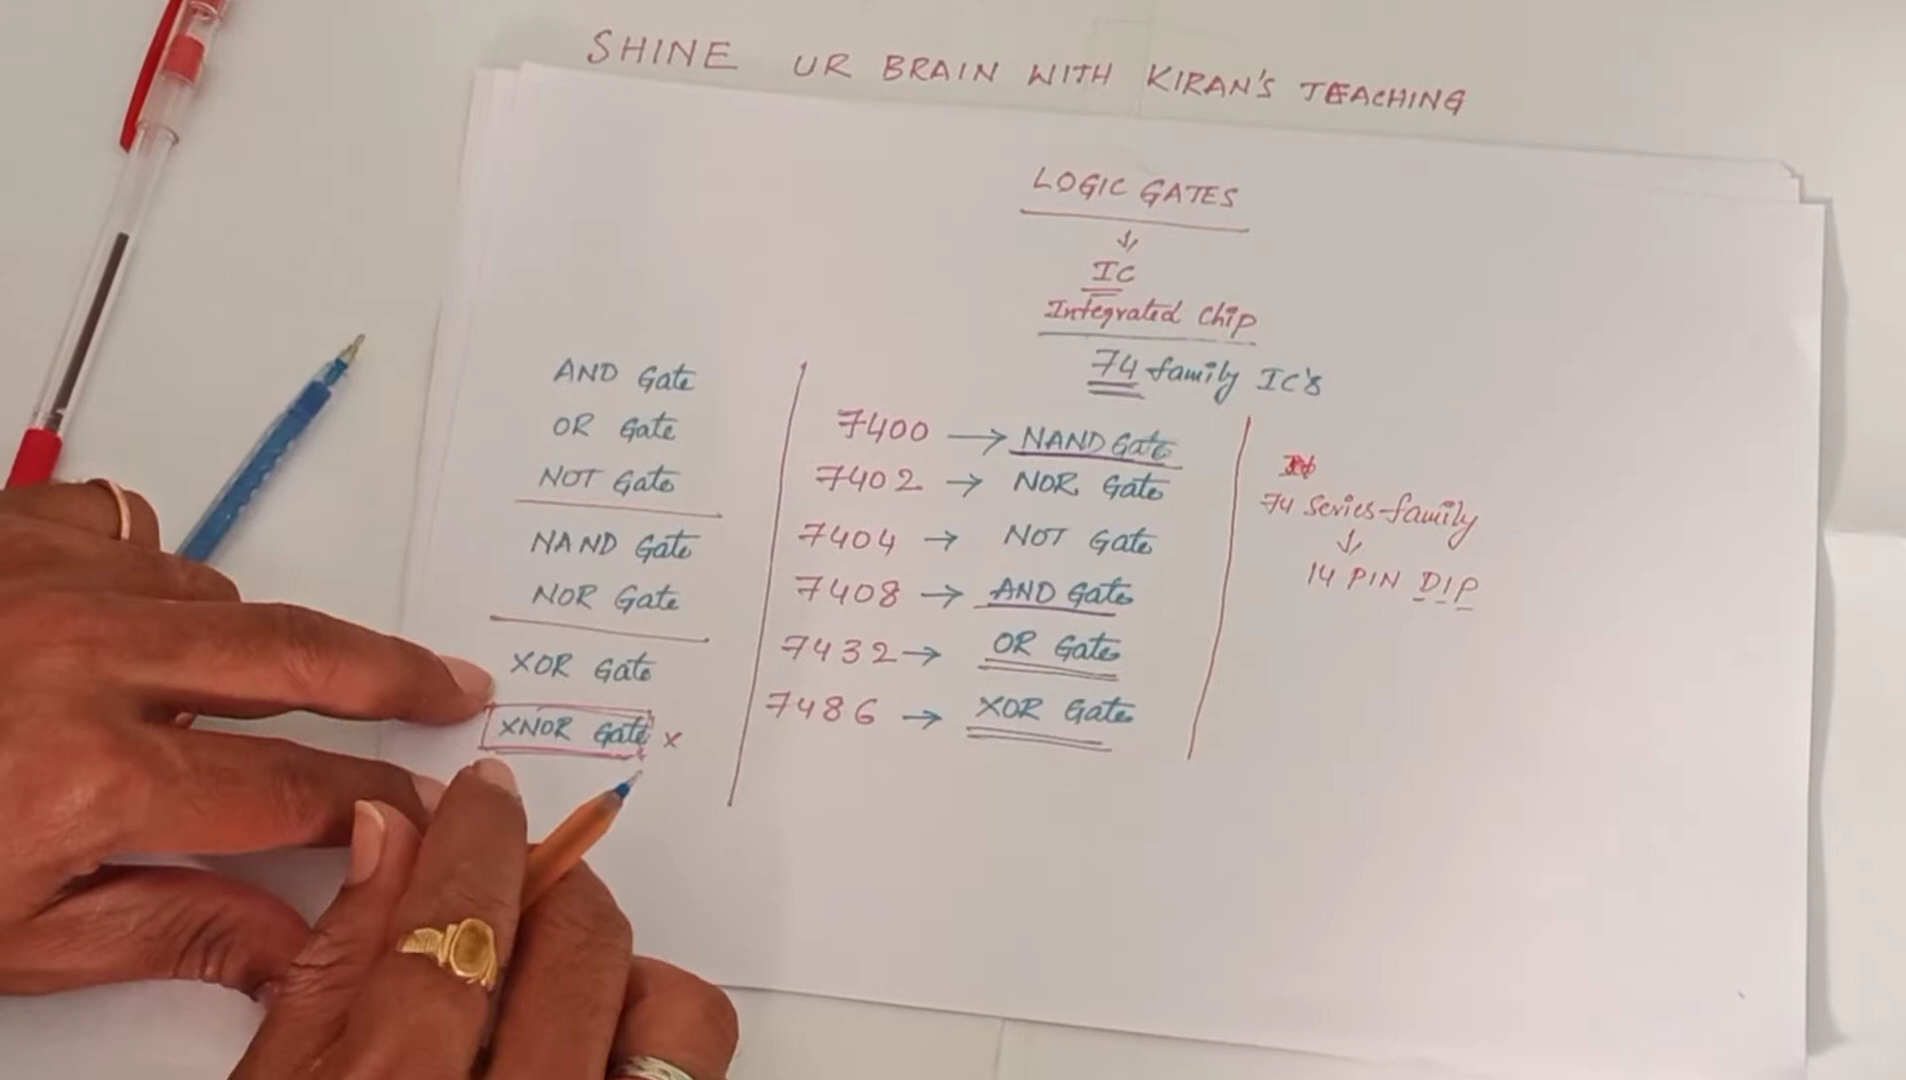 SHINE UR BRAIN WITH KIRAN'S TEACHING
LOGIC GATES
IC
Integrated Chip
74 family IC's
AND Gate
OR Gate
NOT Gate
NAND Gate
NOR Gate
XOR Gate
XNOR Gate x
7400 → NAND Gate
7402 → NOR Gate
7404 → NOT Gate
7408 → AND Gate
7432 → OR Gate
7486 → XOR Gate
74 Series-family
14 PIN DIP